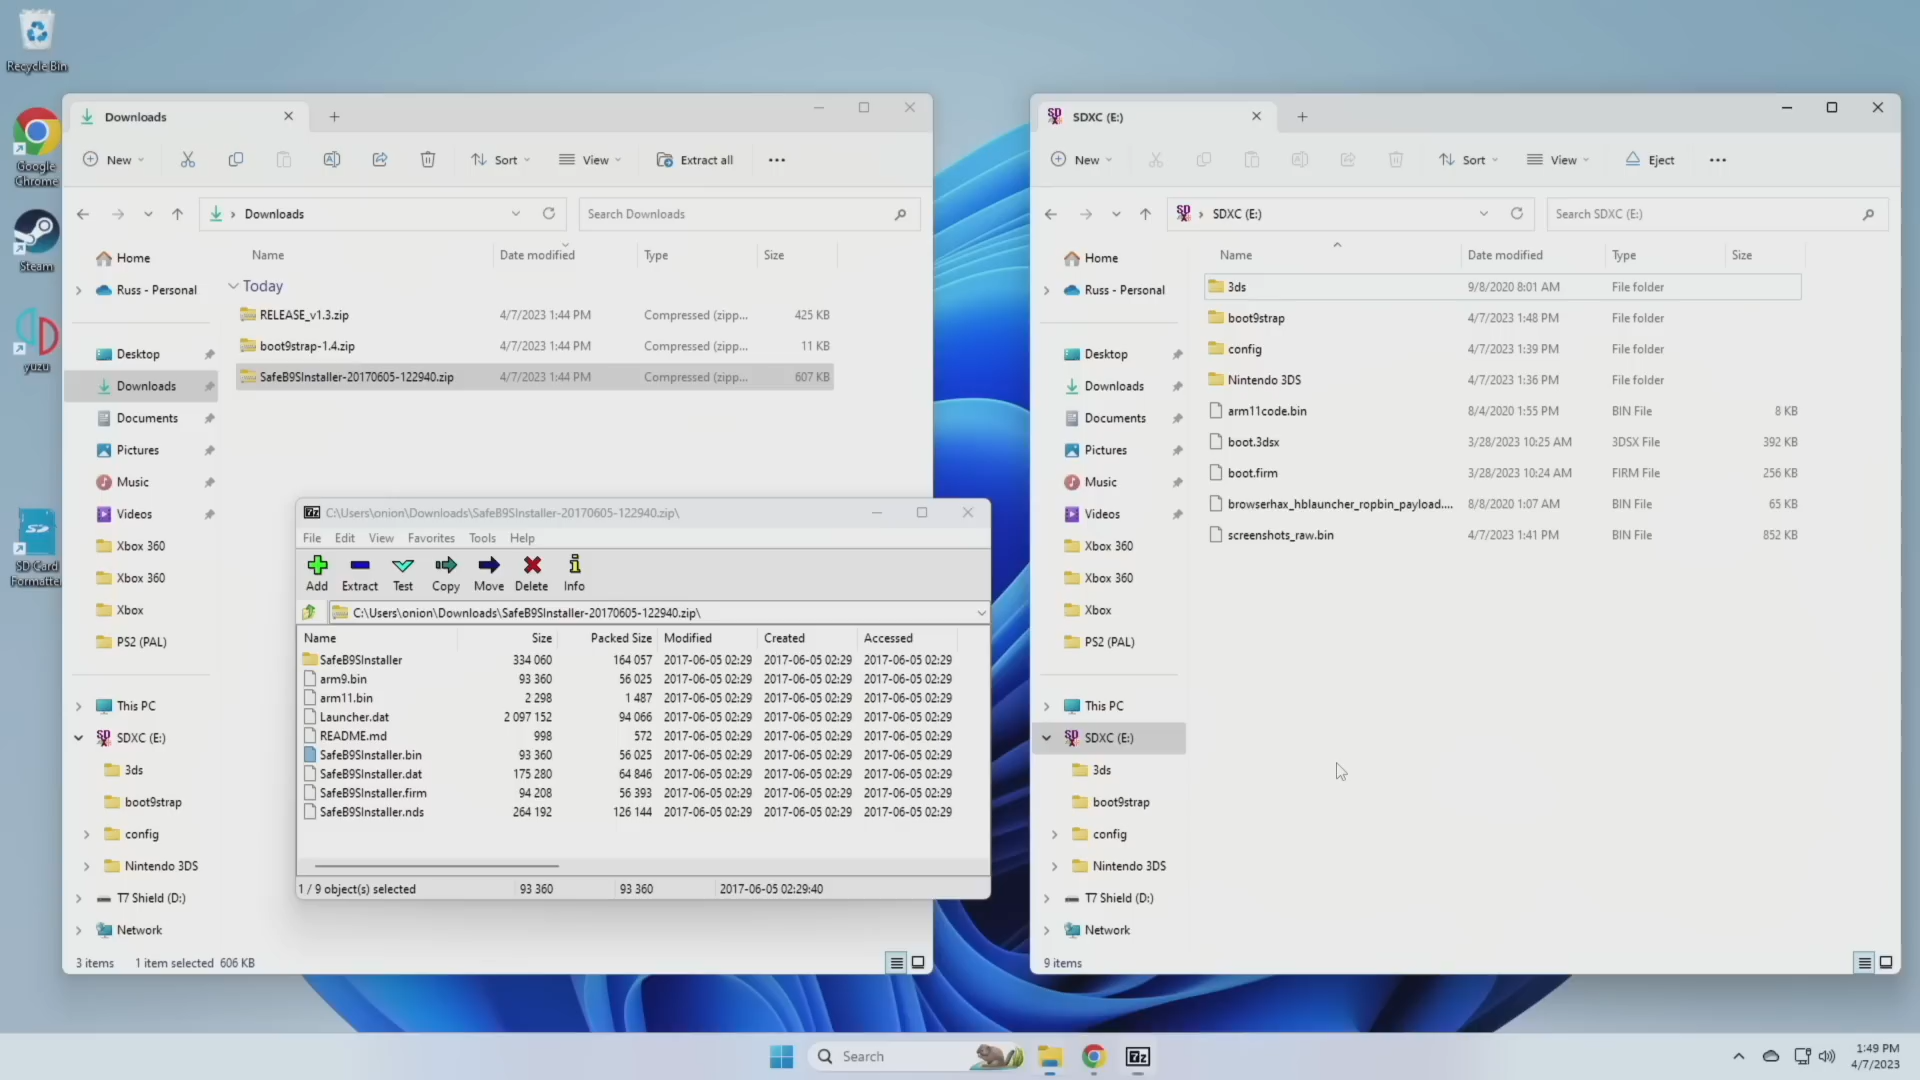 Recycle Bin
Google Chrome
Steam
yuzu
SD Card Formatter
Downloads
New
Sort
View
Extract all
Downloads
Search Downloads
Home
Russ - Personal
Desktop
Downloads
Documents
Pictures
Music
Videos
Xbox 360
Xbox 360
Xbox
PS2 (PAL)
This PC
SDXC (E:)
3ds
boot9strap
config
Nintendo 3DS
T7 Shield (D:)
Network
Name Date modified Type Size
Today
RELEASE_v1.3.zip 4/7/2023 1:44 PM Compressed (zipp... 425 KB
boot9strap-1.4.zip 4/7/2023 1:44 PM Compressed (zipp... 11 KB
SafeB9SInstaller-20170605-122940.zip 4/7/2023 1:44 PM Compressed (zipp... 607 KB
3 items 1 item selected 606 KB
7z C:\Users\onion\Downloads\SafeB9SInstaller-20170605-122940.zip\
File Edit View Favorites Tools Help
Add Extract Test Copy Move Delete Info
C:\Users\onion\Downloads\SafeB9SInstaller-20170605-122940.zip\
Name Size Packed Size Modified Created Accessed
SafeB9SInstaller 334 060 164 057 2017-06-05 02:29 2017-06-05 02:29 2017-06-05 02:29
arm9.bin 93 360 56 025 2017-06-05 02:29 2017-06-05 02:29 2017-06-05 02:29
arm11.bin 2 298 1 487 2017-06-05 02:29 2017-06-05 02:29 2017-06-05 02:29
Launcher.dat 2 097 152 94 066 2017-06-05 02:29 2017-06-05 02:29 2017-06-05 02:29
README.md 998 572 2017-06-05 02:29 2017-06-05 02:29 2017-06-05 02:29
SafeB9SInstaller.bin 93 360 56 025 2017-06-05 02:29 2017-06-05 02:29 2017-06-05 02:29
SafeB9SInstaller.dat 175 280 64 846 2017-06-05 02:29 2017-06-05 02:29 2017-06-05 02:29
SafeB9SInstaller.firm 94 208 56 393 2017-06-05 02:29 2017-06-05 02:29 2017-06-05 02:29
SafeB9SInstaller.nds 264 192 126 144 2017-06-05 02:29 2017-06-05 02:29 2017-06-05 02:29
1 / 9 object(s) selected 93 360 93 360 2017-06-05 02:29:40
SDXC (E:)
New
Sort
View
Eject
SDXC (E:)
Search SDXC (E:)
Home
Russ - Personal
Desktop
Downloads
Documents
Pictures
Music
Videos
Xbox 360
Xbox 360
Xbox
PS2 (PAL)
This PC
SDXC (E:)
3ds
boot9strap
config
Nintendo 3DS
T7 Shield (D:)
Network
Name Date modified Type Size
3ds 9/8/2020 8:01 AM File folder
boot9strap 4/7/2023 1:48 PM File folder
config 4/7/2023 1:39 PM File folder
Nintendo 3DS 4/7/2023 1:36 PM File folder
arm11code.bin 8/4/2020 1:55 PM BIN File 8 KB
boot.3dsx 3/28/2023 10:25 AM 3DSX File 392 KB
boot.firm 3/28/2023 10:24 AM FIRM File 256 KB
browserhax_hblauncher_ropbin_payload.... 8/8/2020 1:07 AM BIN File 65 KB
screenshots_raw.bin 4/7/2023 1:41 PM BIN File 852 KB
9 items
Search
7z
1:49 PM
4/7/2023